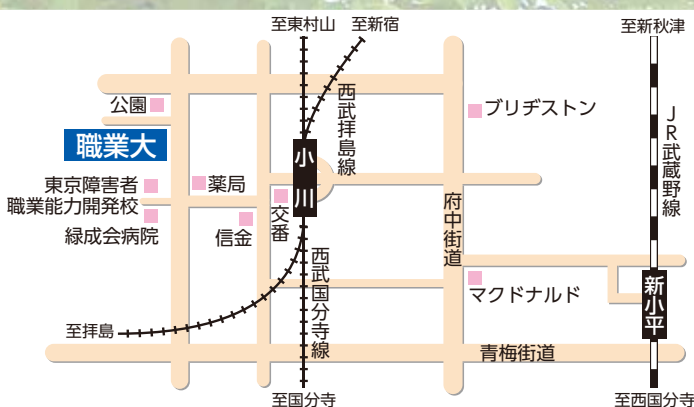 至東村山
至新宿
至新秋津
公園
西武拝島線
ブリヂストン
JR武蔵野線
職業大
小川
東京障害者
職業能力開発校
薬局
交番
府中街道
緑成会病院
信金
西武国分寺線
マクドナルド
新小平
至拝島
青梅街道
至国分寺
至西国分寺